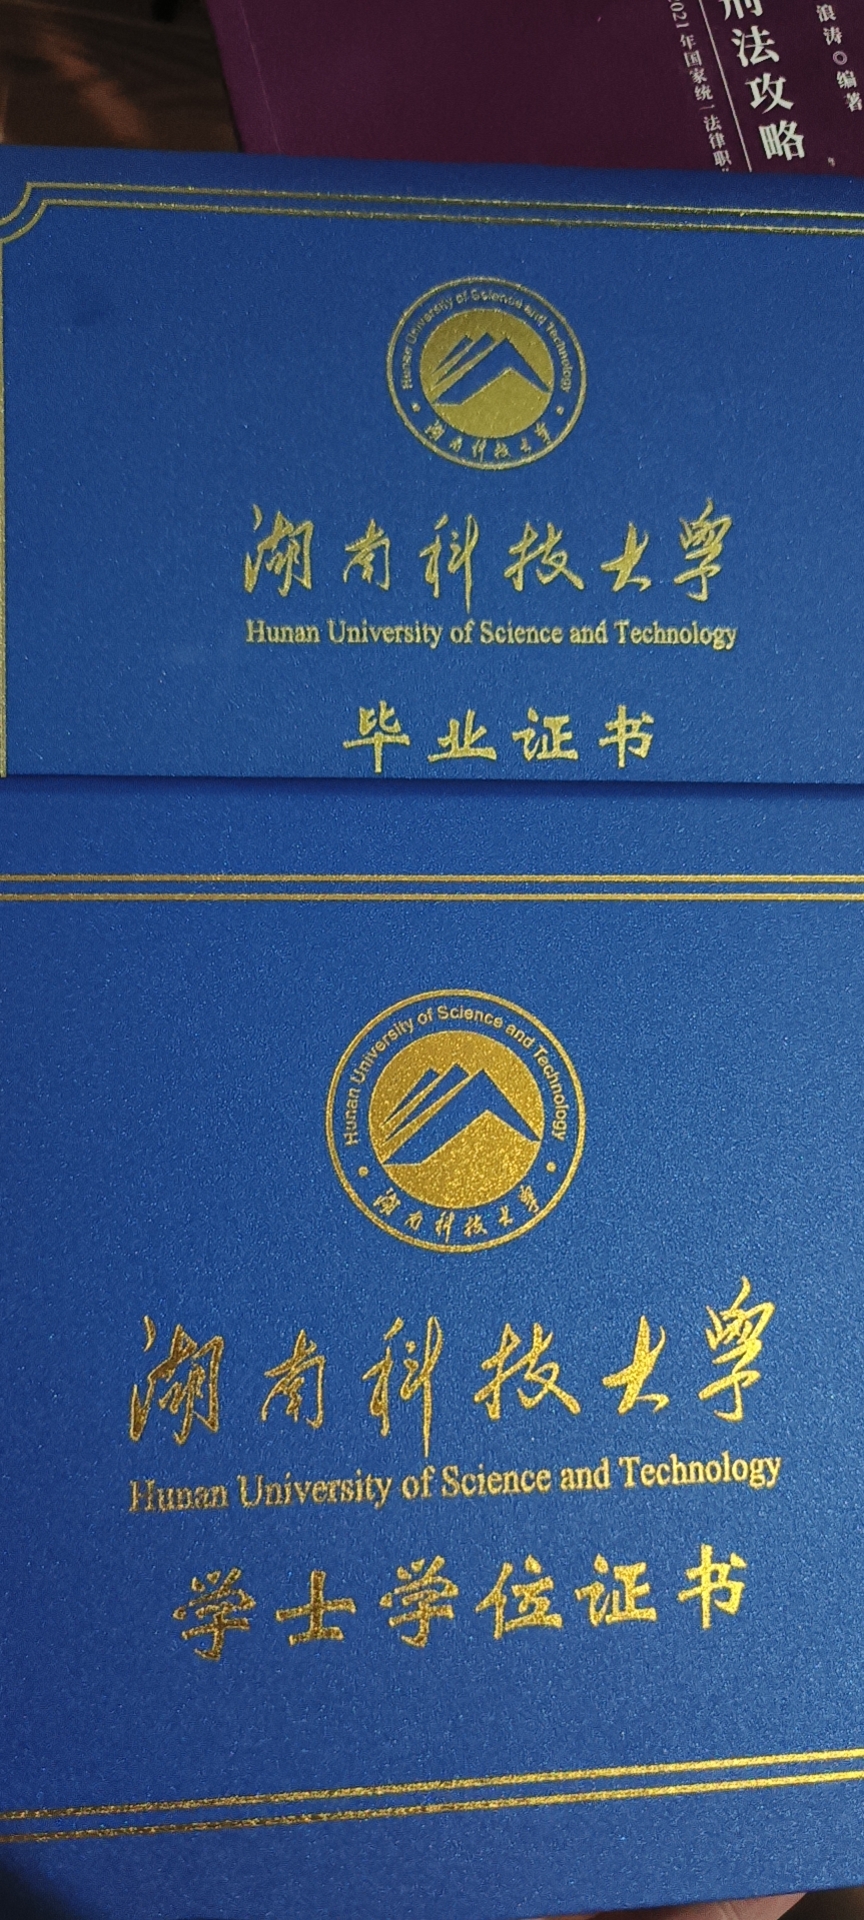 浪涛◎编著
刑法攻略
2021年国家统一法律职
Hunan University of Science and Technology
湖南科技大学
湖南科技大学
Hunan University of Science and Technology
毕业证书
Hunan University of Science and Technology
湖南科技大学
湖南科技大学
Hunan University of Science and Technology
学士学位证书